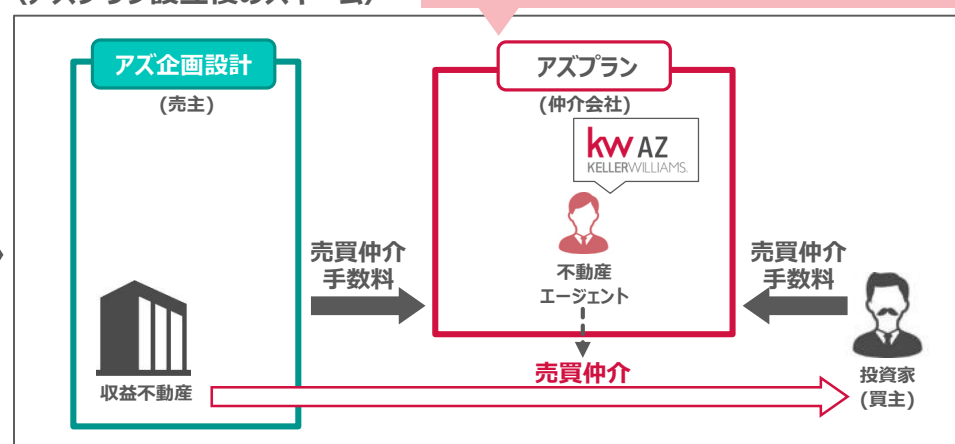 アズ企画設計
(売主)
アズプラン
(仲介会社)
kw AZ
KELLERWILLIAMS.
売買仲介
手数料
不動産
エージェント
売買仲介
手数料
売買仲介
収益不動産
投資家
(買主)